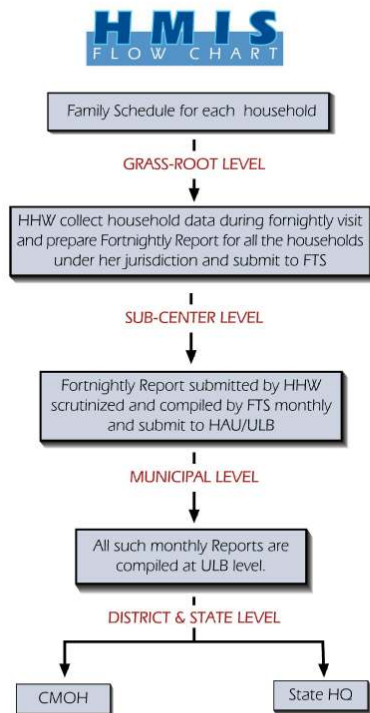 HMIS
FLOW CHART
Family Schedule for each household
GRASS-ROOT LEVEL
HHW collect household data during fornightly visit
and prepare Fortnightly Report for all the households
under her jurisdiction and submit to FTS
SUB-CENTER LEVEL
Fortnightly Report submitted by HHW
scrutinized and compiled by FTS monthly
and submit to HAU/ULB
MUNICIPAL LEVEL
All such monthly Reports are
compiled at ULB level.
DISTRICT & STATE LEVEL
CMOH
State HQ